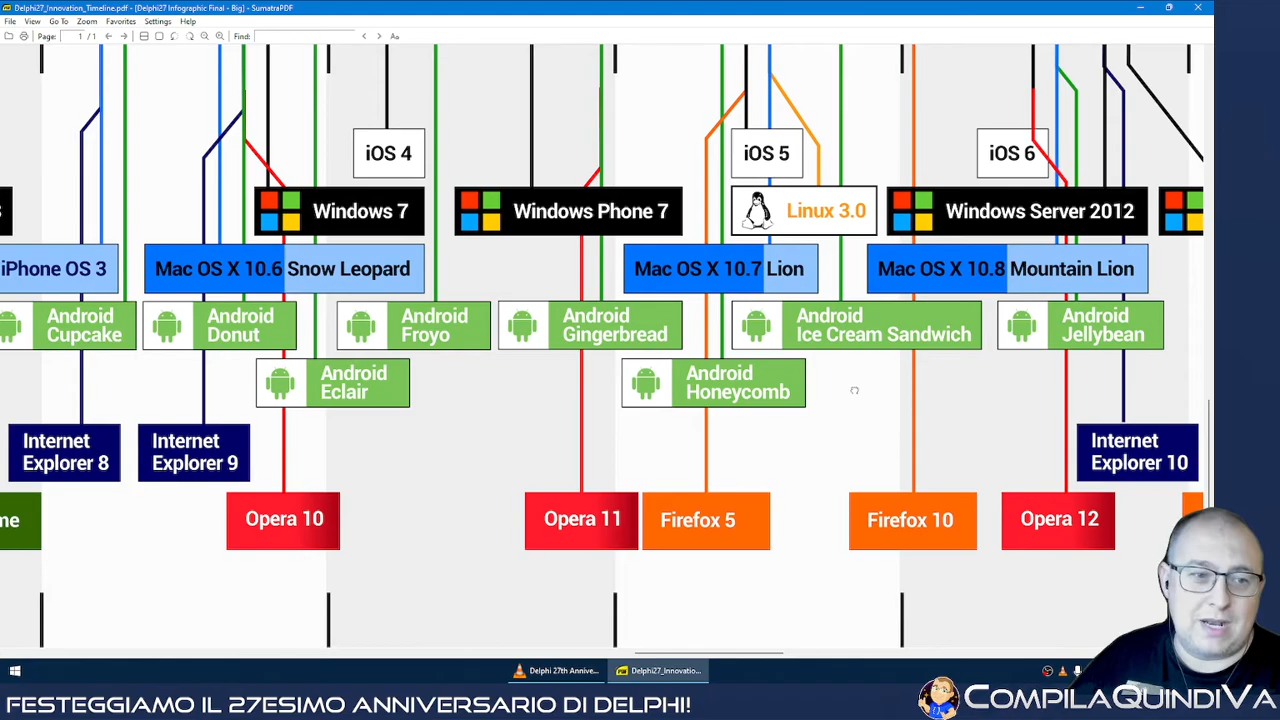 Delphi27_Innovation_Timeline.pdf - [Delphi27 Infographic Final - Big] - SumatraPDF
File View Go To Zoom Favorites Settings Help
Page: 1 / 1 Find: Aa
iOS 4
iOS 5
iOS 6
Windows 7
Windows Phone 7
Linux 3.0
Windows Server 2012
iPhone OS 3
Mac OS X 10.6 Snow Leopard
Mac OS X 10.7 Lion
Mac OS X 10.8 Mountain Lion
Android
Cupcake
Android
Donut
Android
Froyo
Android
Gingerbread
Android
Ice Cream Sandwich
Android
Jellybean
Android
Eclair
Android
Honeycomb
Internet
Explorer 8
Internet
Explorer 9
Internet
Explorer 10
me
Opera 10
Opera 11
Firefox 5
Firefox 10
Opera 12
Delphi 27th Annive...
Delphi27_Innovatio...
FESTEGGIAMO IL 27ESIMO ANNIVERSARIO DI DELPHI!
COMPILAQUINDIVA